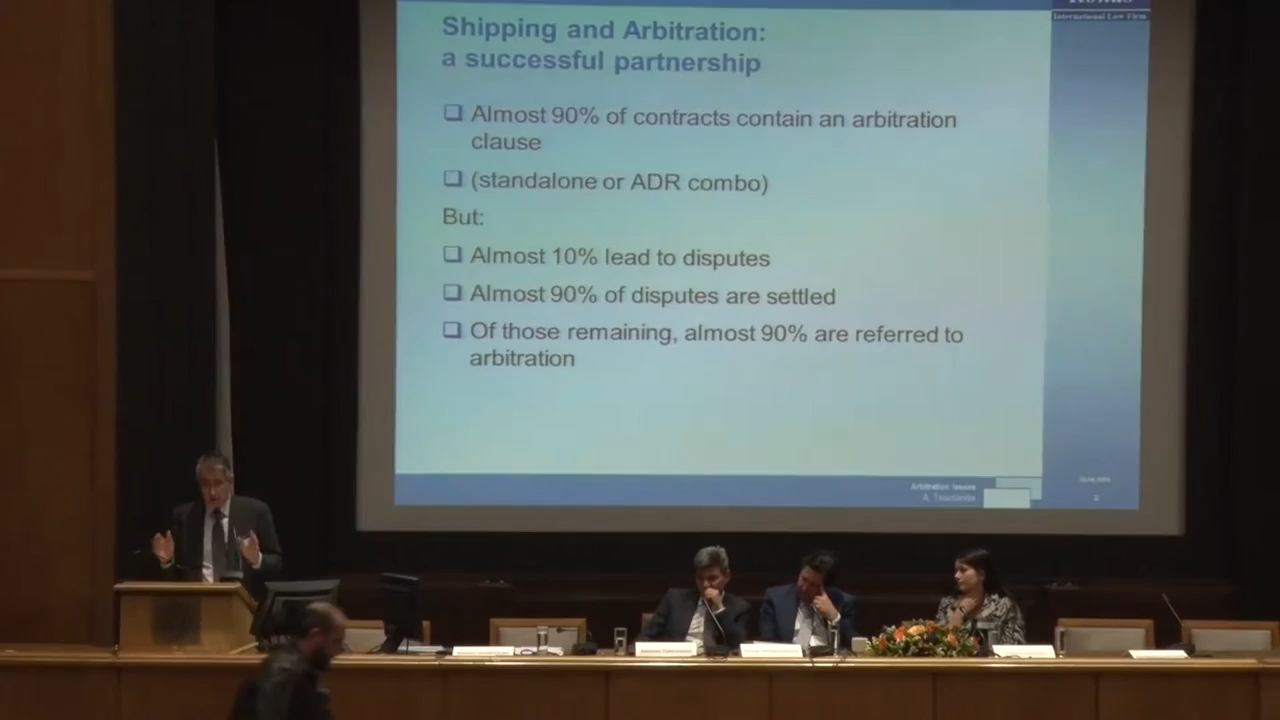 International Law Firm
Shipping and Arbitration:
a successful partnership
❑ Almost 90% of contracts contain an arbitration
clause
❑ (standalone or ADR combo)
But:
❑ Almost 10% lead to disputes
❑ Almost 90% of disputes are settled
❑ Of those remaining, almost 90% are referred to
arbitration
Arbitration Issues
2